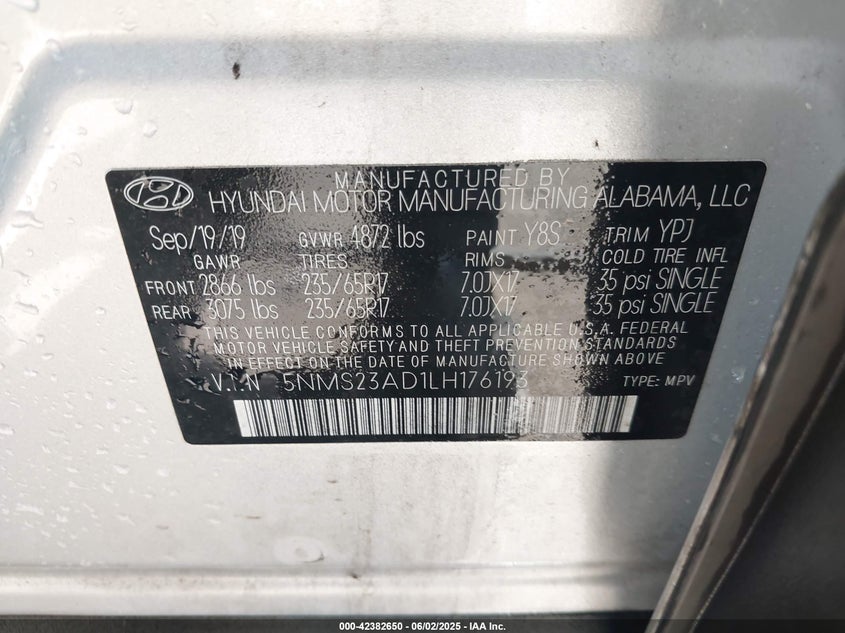 MANUFACTURED BY
HYUNDAI MOTOR MANUFACTURING ALABAMA, LLC
Sep/19/19 GVWR 4872 lbs PAINT Y8S TRIM YPJ
GAWR TIRES RIMS COLD TIRE INFL
FRONT 2866 lbs 235/65R17 7.0JX17 35 psi SINGLE
REAR 3075 lbs 235/65R17 7.0JX17 35 psi SINGLE
THIS VEHICLE CONFORMS TO ALL APPLICABLE U.S.A. FEDERAL
MOTOR VEHICLE SAFETY AND THEFT PREVENTION STANDARDS
IN EFFECT ON THE DATE OF MANUFACTURE SHOWN ABOVE.
V.I.N 5NMS23AD1LH176193 TYPE: MPV
000-42382650 - 06/02/2025 - IAA Inc.